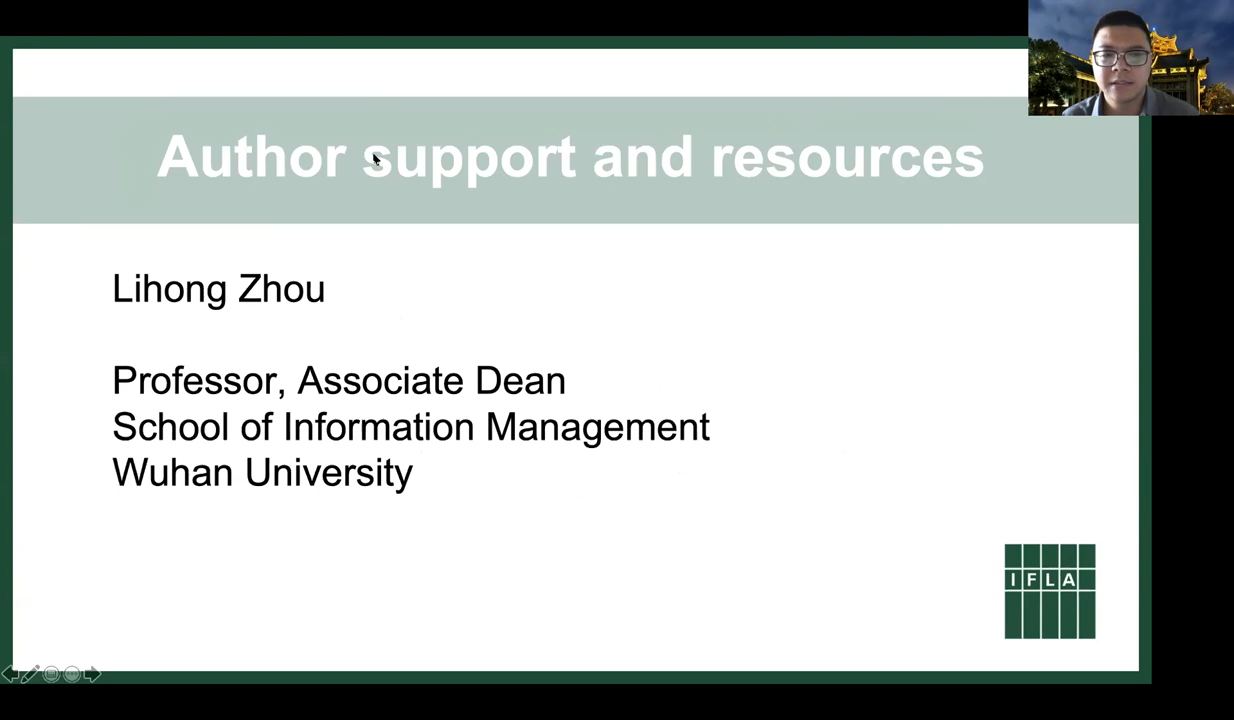 Author support and resources
Lihong Zhou
Professor, Associate Dean
School of Information Management
Wuhan University
IFLA